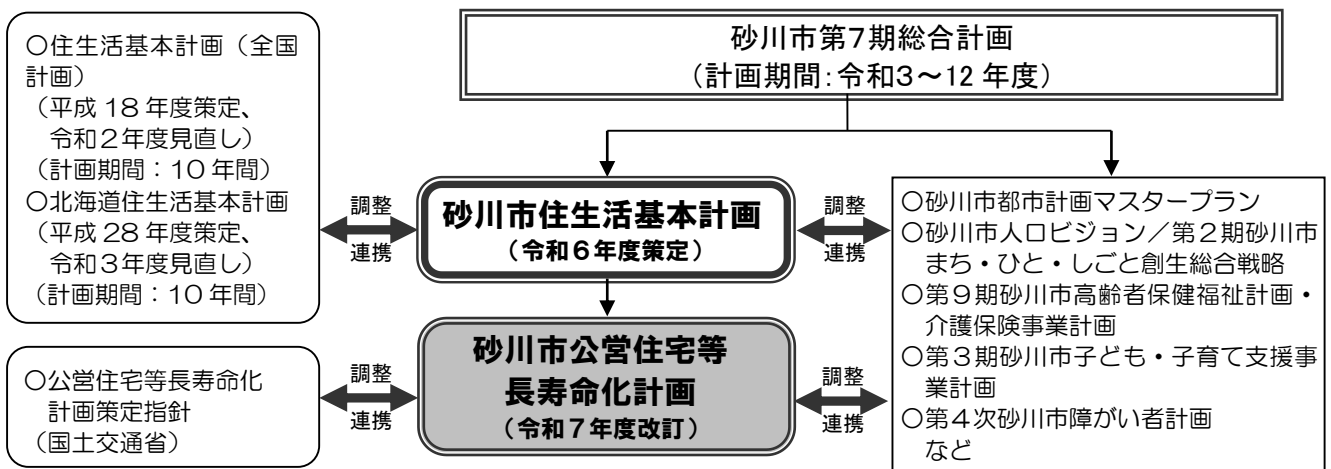 砂川市第7期総合計画
（計画期間：令和3～12年度）
○住生活基本計画（全国
計画）
（平成18年度策定、
令和2年度見直し）
（計画期間：10年間）
○北海道住生活基本計画
（平成28年度策定、
令和3年度見直し）
（計画期間：10年間）
調整
連携
砂川市住生活基本計画
（令和6年度策定）
調整
連携
○砂川市都市計画マスタープラン
○砂川市人口ビジョン／第2期砂川市
まち・ひと・しごと創生総合戦略
○第9期砂川市高齢者保健福祉計画・
介護保険事業計画
○第3期砂川市子ども・子育て支援事
業計画
○第4次砂川市障がい者計画
など
○公営住宅等長寿命化
計画策定指針
（国土交通省）
調整
連携
砂川市公営住宅等
長寿命化計画
（令和7年度改訂）
調整
連携